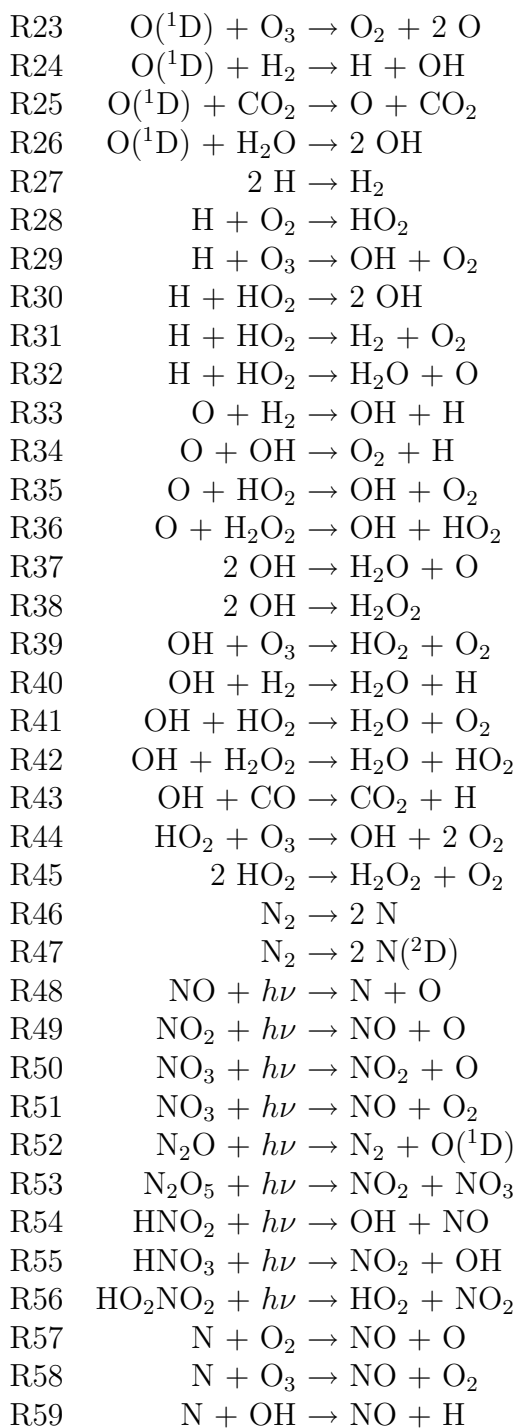 R23 O(¹D) + O₃ → O₂ + 2 O
R24 O(¹D) + H₂ → H + OH
R25 O(¹D) + CO₂ → O + CO₂
R26 O(¹D) + H₂O → 2 OH
R27 2 H → H₂
R28 H + O₂ → HO₂
R29 H + O₃ → OH + O₂
R30 H + HO₂ → 2 OH
R31 H + HO₂ → H₂ + O₂
R32 H + HO₂ → H₂O + O
R33 O + H₂ → OH + H
R34 O + OH → O₂ + H
R35 O + HO₂ → OH + O₂
R36 O + H₂O₂ → OH + HO₂
R37 2 OH → H₂O + O
R38 2 OH → H₂O₂
R39 OH + O₃ → HO₂ + O₂
R40 OH + H₂ → H₂O + H
R41 OH + HO₂ → H₂O + O₂
R42 OH + H₂O₂ → H₂O + HO₂
R43 OH + CO → CO₂ + H
R44 HO₂ + O₃ → OH + 2 O₂
R45 2 HO₂ → H₂O₂ + O₂
R46 N₂ → 2 N
R47 N₂ → 2 N(²D)
R48 NO + hν → N + O
R49 NO₂ + hν → NO + O
R50 NO₃ + hν → NO₂ + O
R51 NO₃ + hν → NO + O₂
R52 N₂O + hν → N₂ + O(¹D)
R53 N₂O₅ + hν → NO₂ + NO₃
R54 HNO₂ + hν → OH + NO
R55 HNO₃ + hν → NO₂ + OH
R56 HO₂NO₂ + hν → HO₂ + NO₂
R57 N + O₂ → NO + O
R58 N + O₃ → NO + O₂
R59 N + OH → NO + H